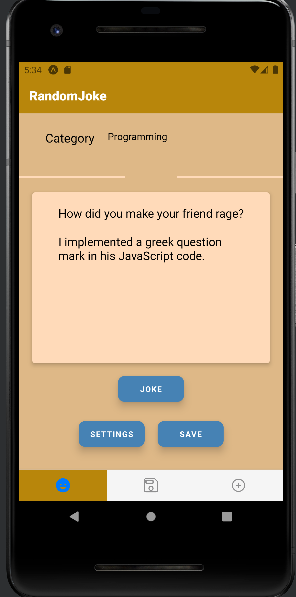 5:34
RandomJoke
Category Programming
How did you make your friend rage?
I implemented a greek question
mark in his JavaScript code.
JOKE
SETTINGS SAVE